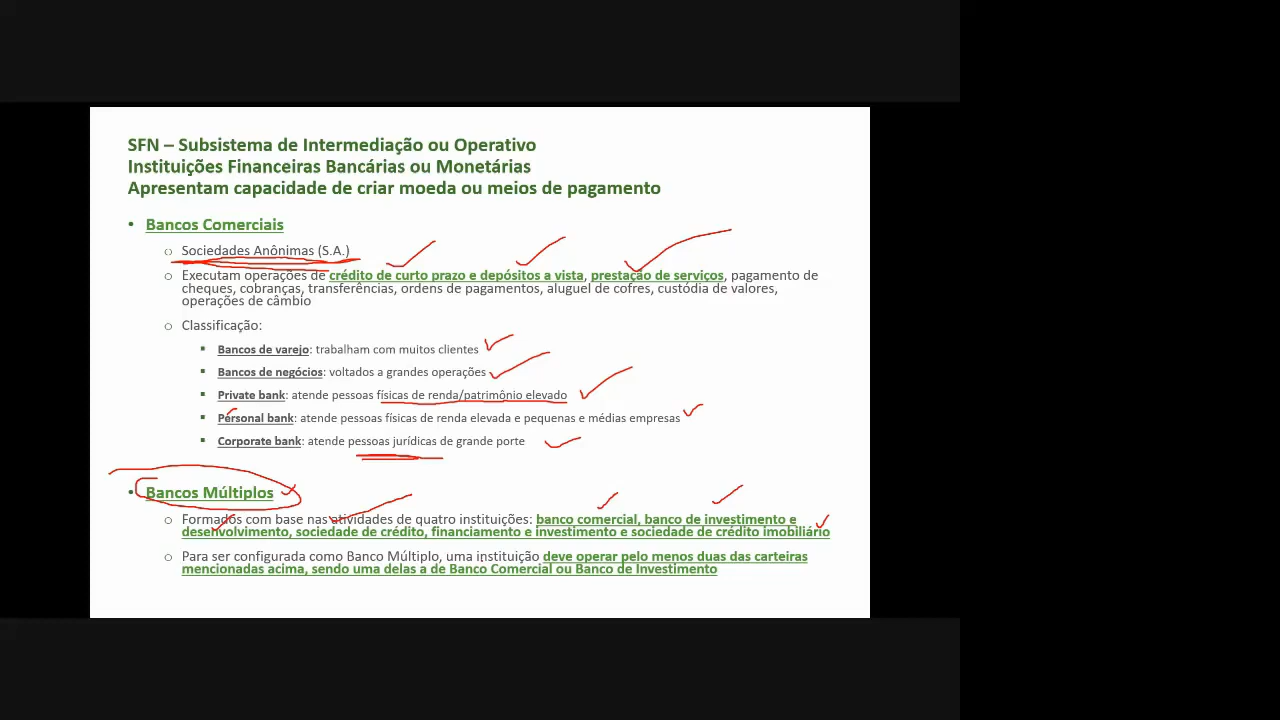 SFN – Subsistema de Intermediação ou Operativo
Instituições Financeiras Bancárias ou Monetárias
Apresentam capacidade de criar moeda ou meios de pagamento
• Bancos Comerciais
o Sociedades Anônimas (S.A.)
o Executam operações de crédito de curto prazo e depósitos a vista, prestação de serviços, pagamento de
cheques, cobranças, transferências, ordens de pagamentos, aluguel de cofres, custódia de valores,
operações de câmbio
o Classificação:
▪ Bancos de varejo: trabalham com muitos clientes
▪ Bancos de negócios: voltados a grandes operações
▪ Private bank: atende pessoas físicas de renda/patrimônio elevado
▪ Personal bank: atende pessoas físicas de renda elevada e pequenas e médias empresas
▪ Corporate bank: atende pessoas jurídicas de grande porte
• Bancos Múltiplos
o Formados com base nas atividades de quatro instituições: banco comercial, banco de investimento e
desenvolvimento, sociedade de crédito, financiamento e investimento e sociedade de crédito imobiliário
o Para ser configurada como Banco Múltiplo, uma instituição deve operar pelo menos duas das carteiras
mencionadas acima, sendo uma delas a de Banco Comercial ou Banco de Investimento